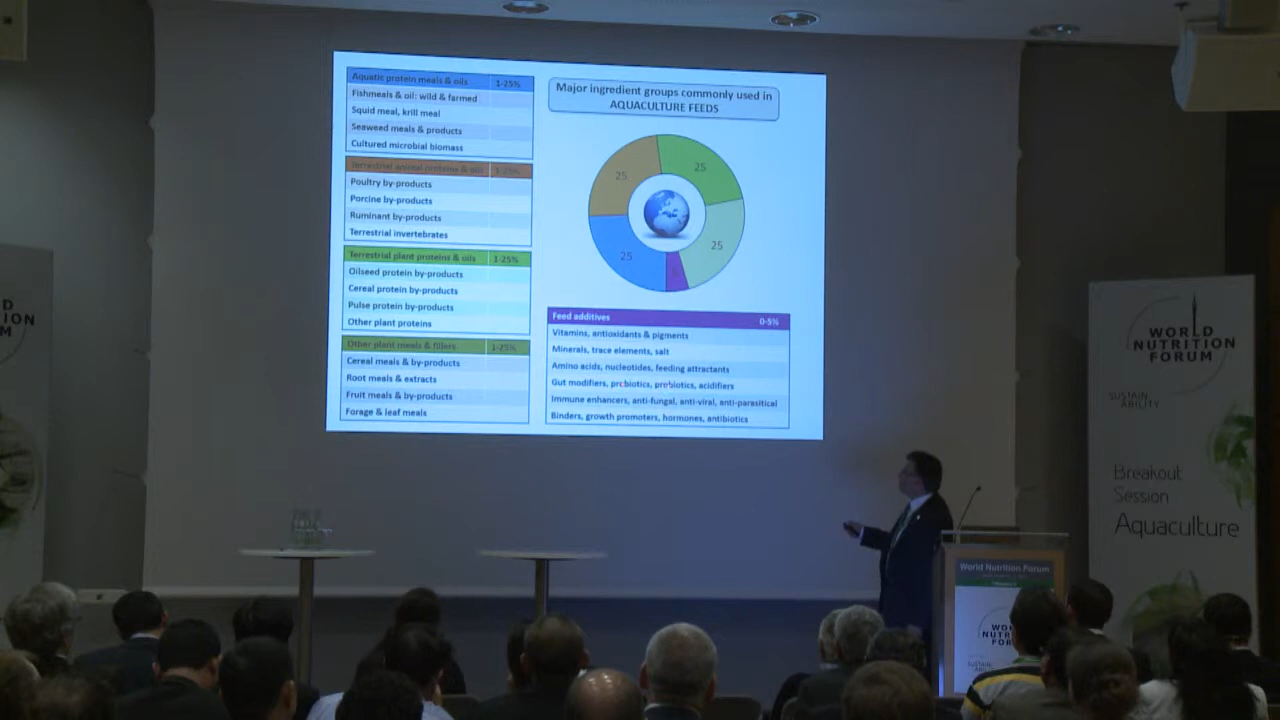 Aquatic protein meals & oils 1-25%
Fishmeals & oil: wild & farmed
Squid meal, krill meal
Seaweed meals & products
Cultured microbial biomass
Terrestrial animal proteins & oils 1-25%
Poultry by-products
Porcine by-products
Ruminant by-products
Terrestrial invertebrates
Terrestrial plant proteins & oils 1-25%
Oilseed protein by-products
Cereal protein by-products
Pulse protein by-products
Other plant proteins
Other plant meals & fillers 1-25%
Cereal meals & by-products
Root meals & extracts
Fruit meals & by-products
Forage & leaf meals
Major ingredient groups commonly used in
AQUACULTURE FEEDS
25
25
25
25
Feed additives 0-5%
Vitamins, antioxidants & pigments
Minerals, trace elements, salt
Amino acids, nucleotides, feeding attractants
Gut modifiers, prebiotics, probiotics, acidifiers
Immune enhancers, anti-fungal, anti-viral, anti-parasitical
Binders, growth promoters, hormones, antibiotics
WORLD
NUTRITION
FORUM
SUSTAIN
ABILITY
Breakout
Session
Aquaculture
World Nutrition Forum